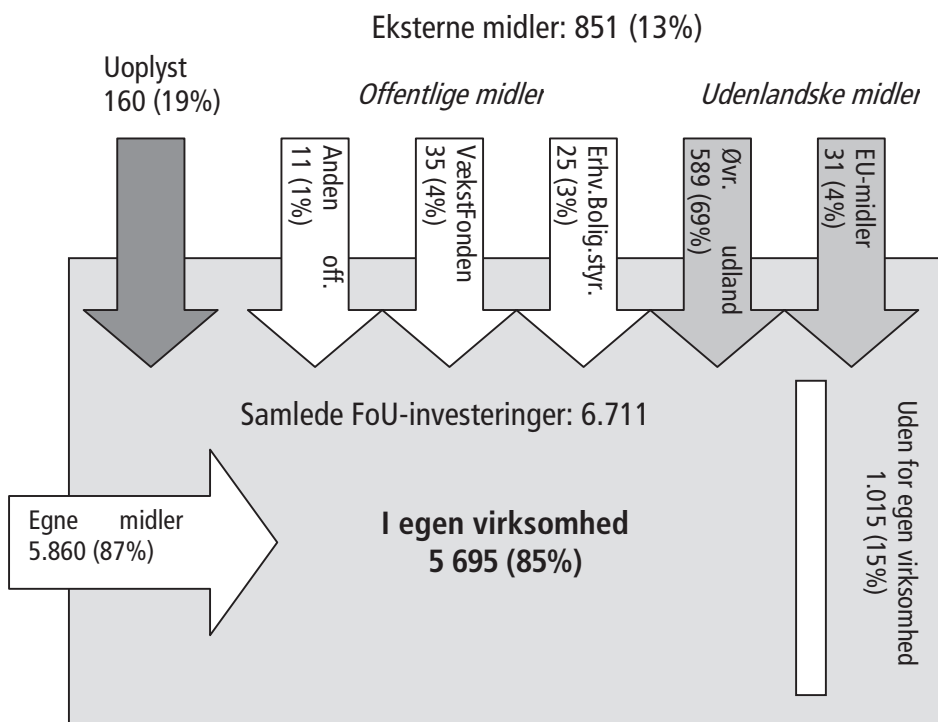 Eksterne midler: 851 (13%)
Uoplyst
160 (19%)
Offentlige midler
Udenlandske midler
Anden off.
11 (1%)
VækstFonden
35 (4%)
Erhv.Bolig.styr.
25 (3%)
Øvr. udland
589 (69%)
EU-midler
31 (4%)
Samlede FoU-investeringer: 6.711
Egne midler
5.860 (87%)
I egen virksomhed
5 695 (85%)
Uden for egen virksomhed
1.015 (15%)